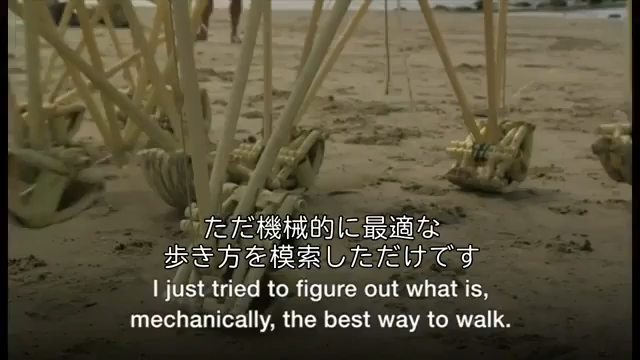 ただ機械的に最適な
歩き方を模索しただけです
I just tried to figure out what is,
mechanically, the best way to walk.